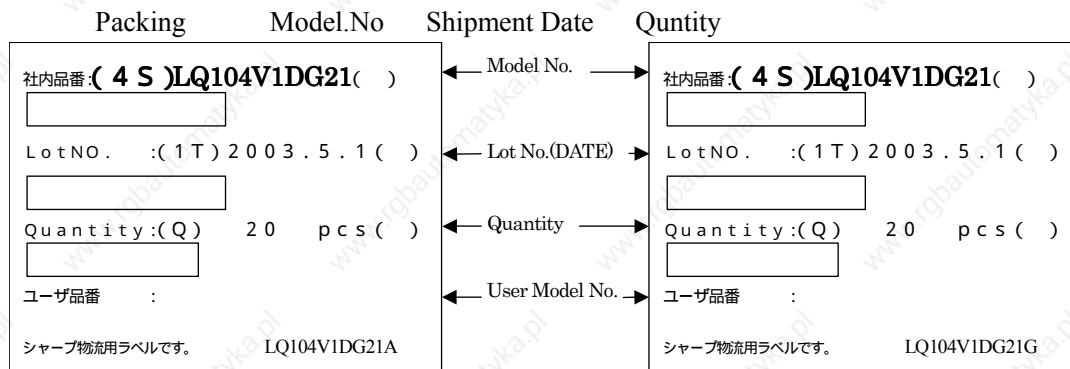 Packing Model.No Shipment Date Quntity
社内品番:(4S)LQ104V1DG21( )
LotNO. :(1T)2003.5.1( )
Quantity:(Q) 20 pcs( )
ユーザ品番 :
シャープ物流用ラベルです。 LQ104V1DG21A
Model No.
Lot No.(DATE)
Quantity
User Model No.
社内品番:(4S)LQ104V1DG21( )
LotNO. :(1T)2003.5.1( )
Quantity:(Q) 20 pcs( )
ユーザ品番 :
シャープ物流用ラベルです。 LQ104V1DG21G
www.rgbautomatyka.pl